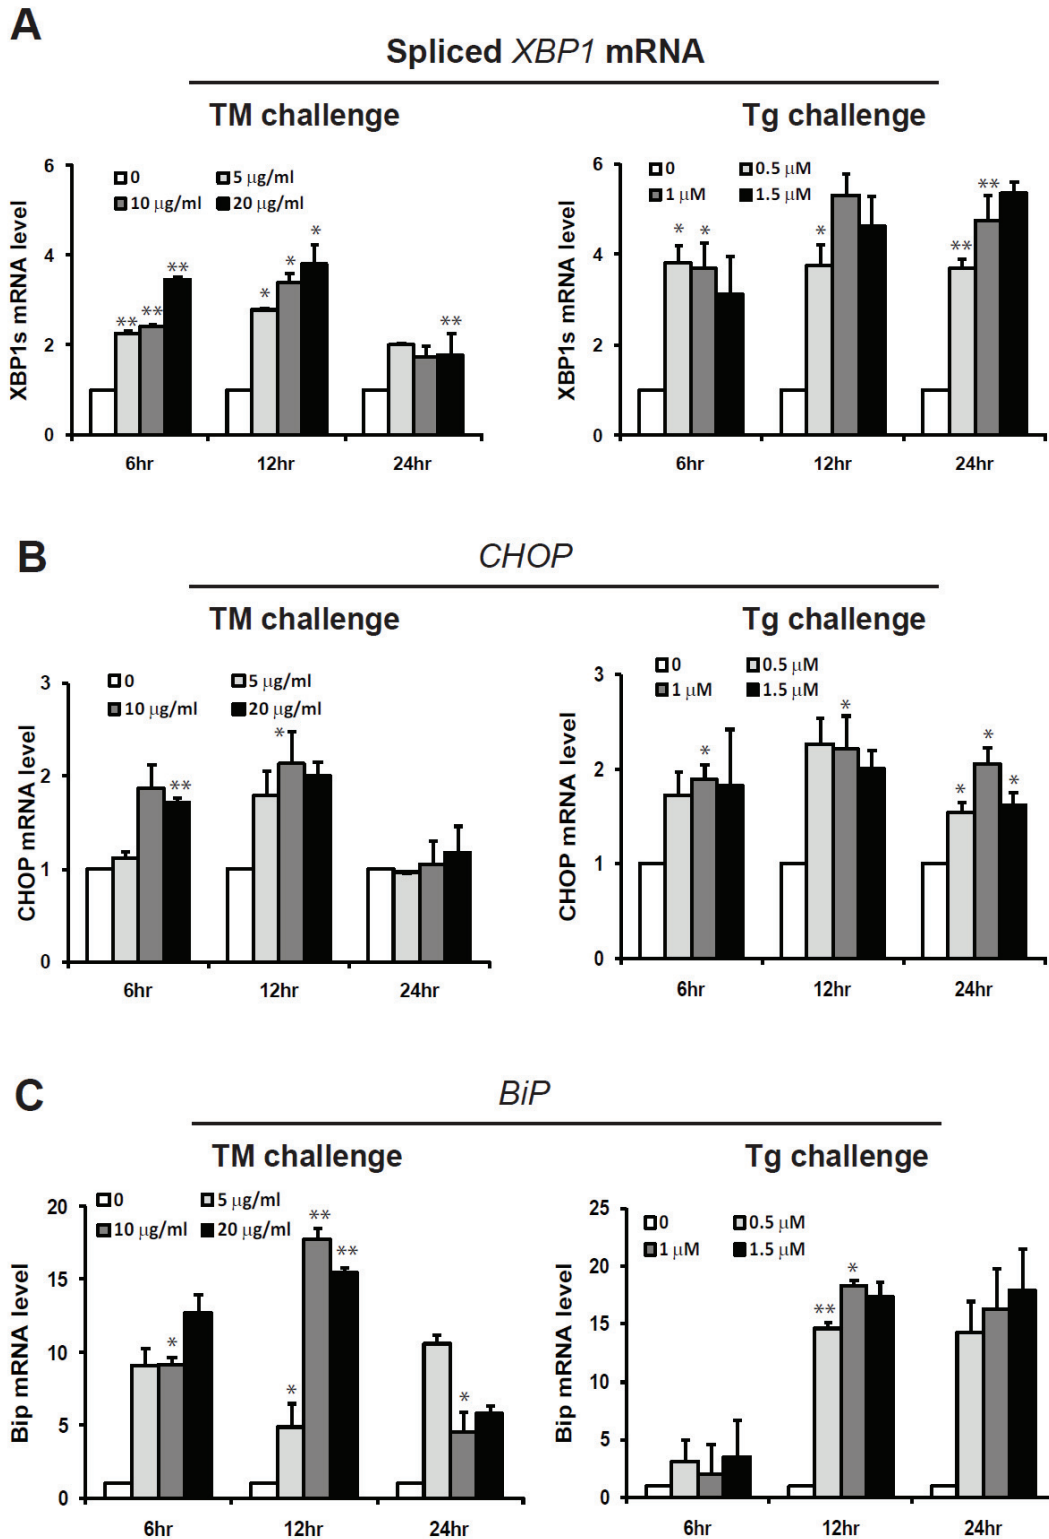 A
Spliced XBP1 mRNA
TM challenge
Tg challenge
XBP1s mRNA level
6
4
2
0
0
5 µg/ml
10 µg/ml
20 µg/ml
** ** **
* * *
**
6hr 12hr 24hr
XBP1s mRNA level
6
4
2
0
0
0.5 µM
1 µM
1.5 µM
* *
*
** **
6hr 12hr 24hr
B
CHOP
TM challenge
Tg challenge
CHOP mRNA level
3
2
1
0
0
5 µg/ml
10 µg/ml
20 µg/ml
**
*
6hr 12hr 24hr
CHOP mRNA level
3
2
1
0
0
0.5 µM
1 µM
1.5 µM
*
*
* * *
6hr 12hr 24hr
C
BiP
TM challenge
Tg challenge
Bip mRNA level
20
15
10
5
0
0
5 µg/ml
10 µg/ml
20 µg/ml
*
* ** **
*
6hr 12hr 24hr
Bip mRNA level
25
20
15
10
5
0
0
0.5 µM
1 µM
1.5 µM
** *
6hr 12hr 24hr